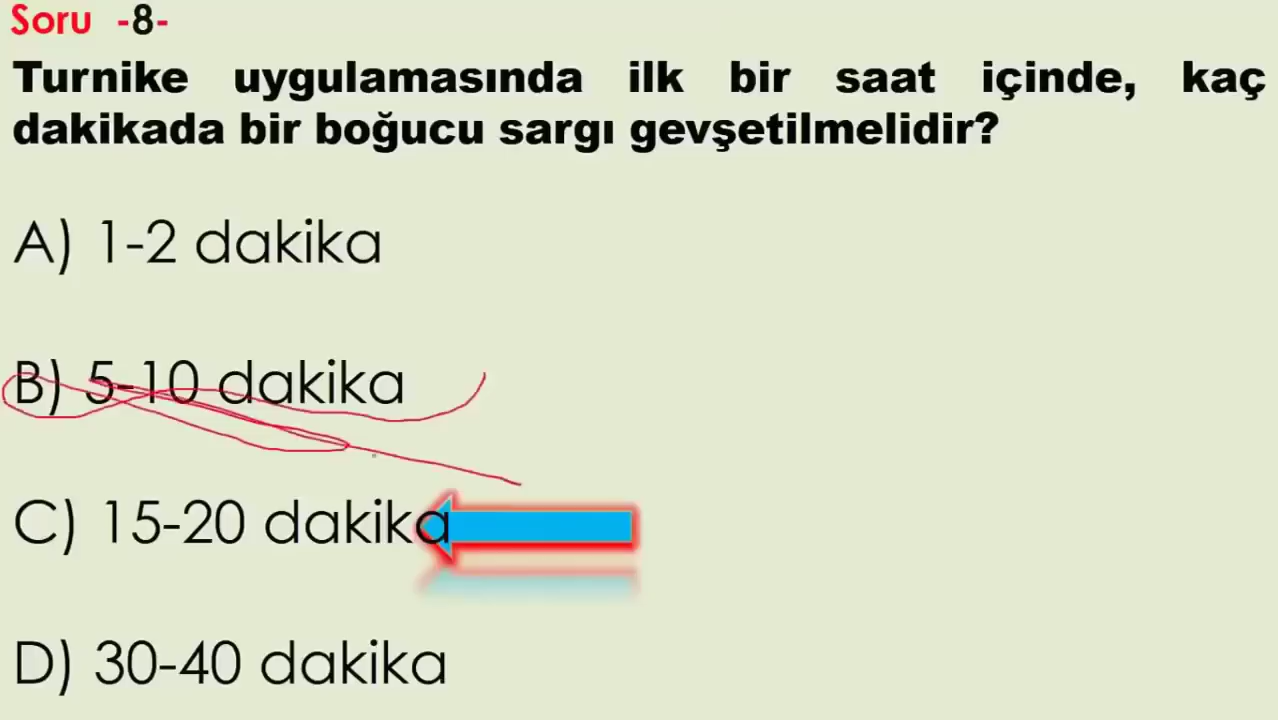 Soru -8-
Turnike uygulamasında ilk bir saat içinde, kaç
dakikada bir boğucu sargı gevşetilmelidir?
A) 1-2 dakika
B) 5-10 dakika
C) 15-20 dakika
D) 30-40 dakika